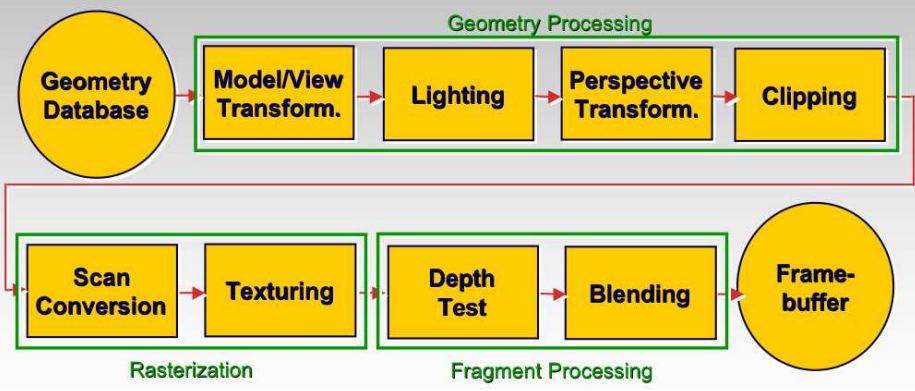 Geometry Processing
Geometry
Database
Model/View
Transform.
Lighting
Perspective
Transform.
Clipping
Scan
Conversion
Texturing
Depth
Test
Blending
Frame-
buffer
Rasterization
Fragment Processing